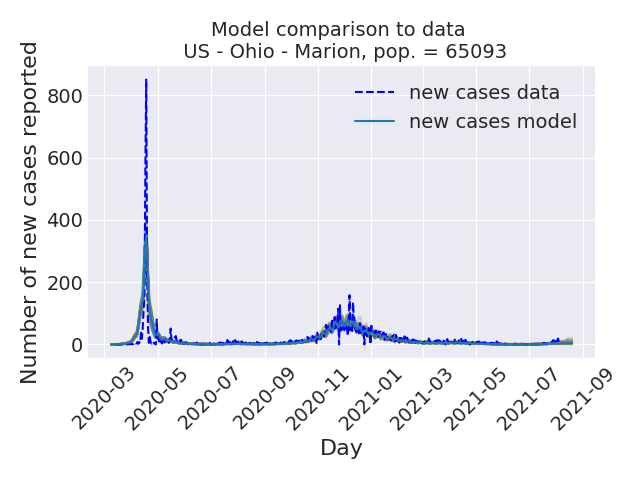 Model comparison to data
US - Ohio - Marion, pop. = 65093
Number of new cases reported
800
600
400
200
0
new cases data
new cases model
2020-03
2020-05
2020-07
2020-09
2020-11
2021-01
2021-03
2021-05
2021-07
2021-09
Day